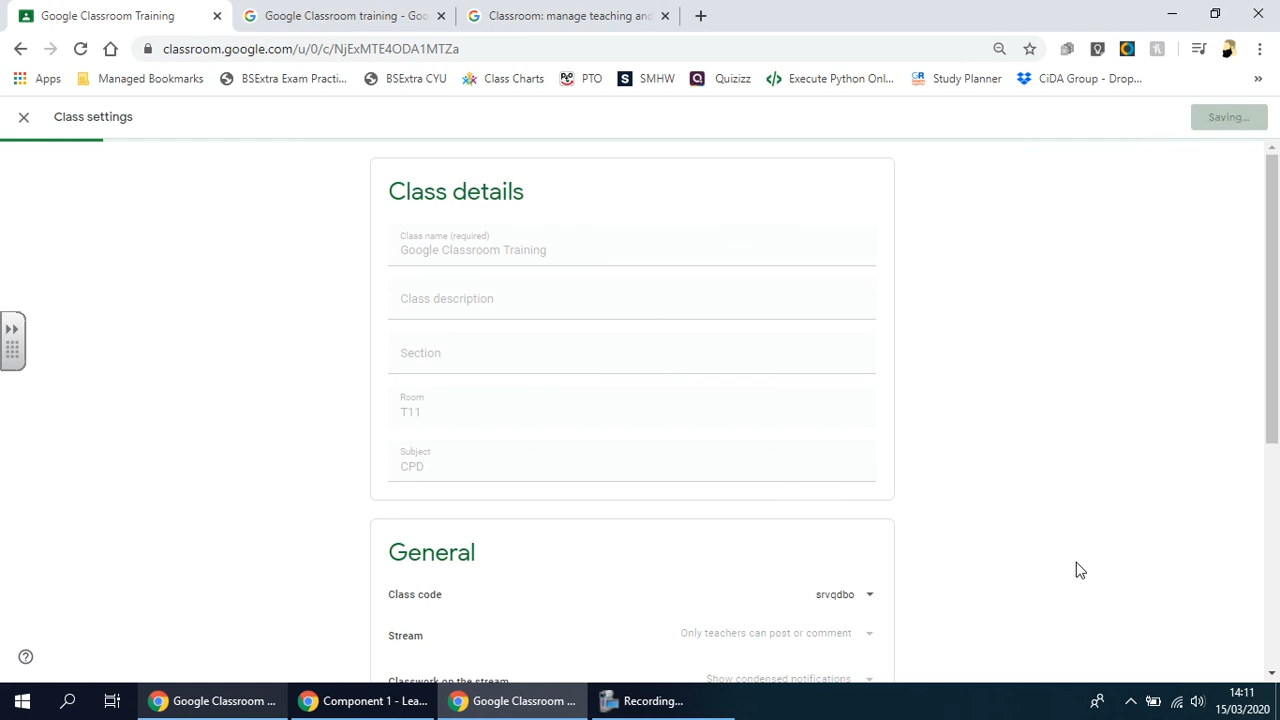 Google Classroom Training
Google Classroom training - Goo
Classroom: manage teaching and
classroom.google.com/u/0/c/NjExMTE4ODA1MTZa
Apps
Managed Bookmarks
BSExtra Exam Practi...
BSExtra CYU
Class Charts
PTO
SMHW
Quizizz
Execute Python Onl...
Study Planner
CiDA Group - Drop...
»
Class settings
Saving...
Class details
Class name (required)
Google Classroom Training
Class description
Section
Room
T11
Subject
CPD
General
Class code
srvqdbo
Stream
Only teachers can post or comment
Classwork on the stream
Show condensed notifications
Google Classroom ...
Component 1 - Lea...
Google Classroom ...
Recording...
14:11
15/03/2020